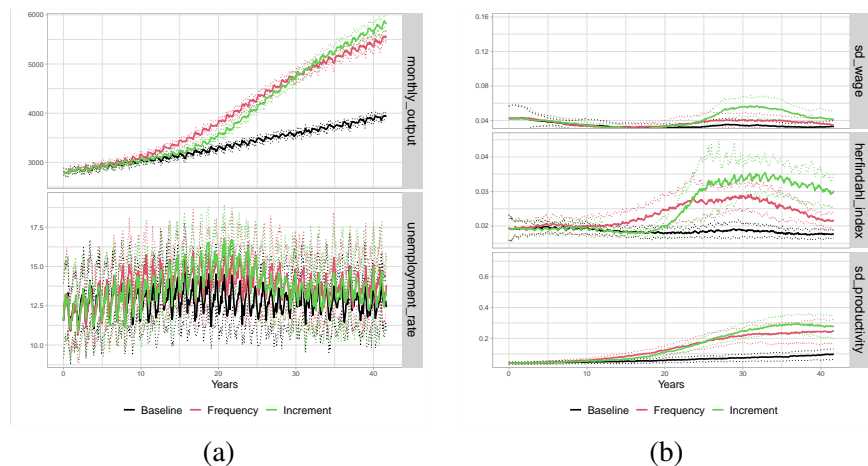 6000
5000
4000
3000
monthly_output
17.5
15.0
12.5
10.0
unemployment_rate
0 10 20 30 40
Years
Baseline Frequency Increment
(a)
0.16
0.12
0.08
0.04
sd_wage
0.04
0.03
0.02
herfindahl_index
0.6
0.4
0.2
sd_productivity
0 10 20 30 40
Years
Baseline Frequency Increment
(b)